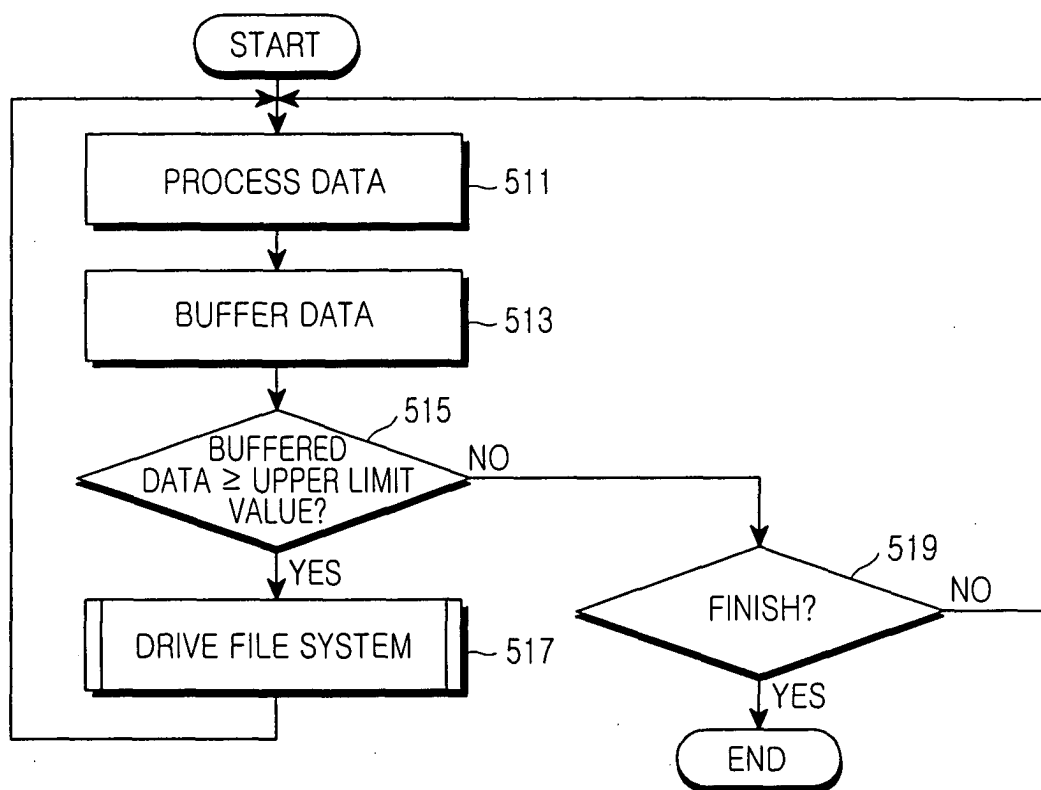 START
PROCESS DATA
511
BUFFER DATA
513
515
BUFFERED
DATA ≥ UPPER LIMIT
VALUE?
NO
YES
DRIVE FILE SYSTEM
517
519
FINISH?
NO
YES
END